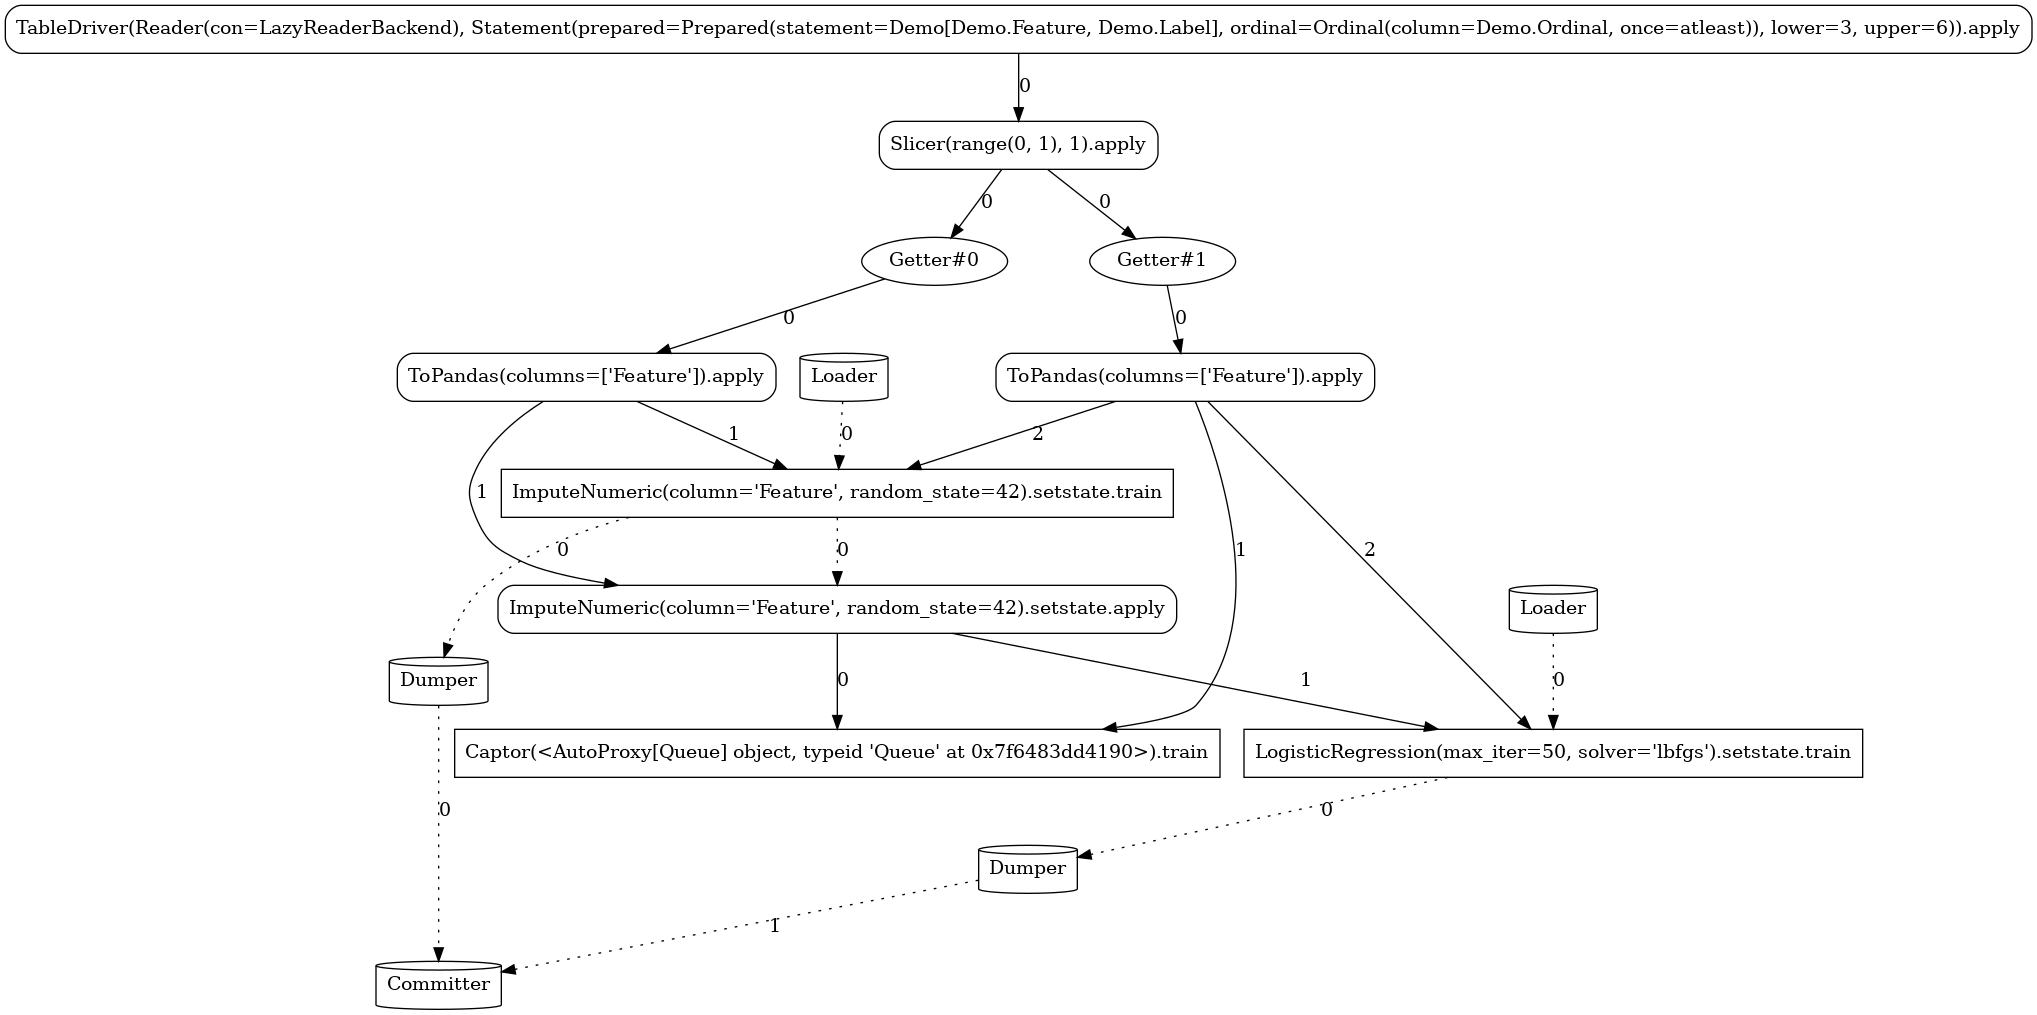 TableDriver(Reader(con=LazyReaderBackend), Statement(prepared=Prepared(statement=Demo[Demo.Feature, Demo.Label], ordinal=Ordinal(column=Demo.Ordinal, once=atleast)), lower=3, upper=6)).apply
0
Slicer(range(0, 1), 1).apply
0
0
Getter#0
Getter#1
0
0
ToPandas(columns=['Feature']).apply
Loader
ToPandas(columns=['Feature']).apply
1
0
2
ImputeNumeric(column='Feature', random_state=42).setstate.train
1
0
0
1
2
ImputeNumeric(column='Feature', random_state=42).setstate.apply
Loader
Dumper
0
1
0
Captor(<AutoProxy[Queue] object, typeid 'Queue' at 0x7f6483dd4190>).train
LogisticRegression(max_iter=50, solver='lbfgs').setstate.train
0
0
Dumper
1
Committer